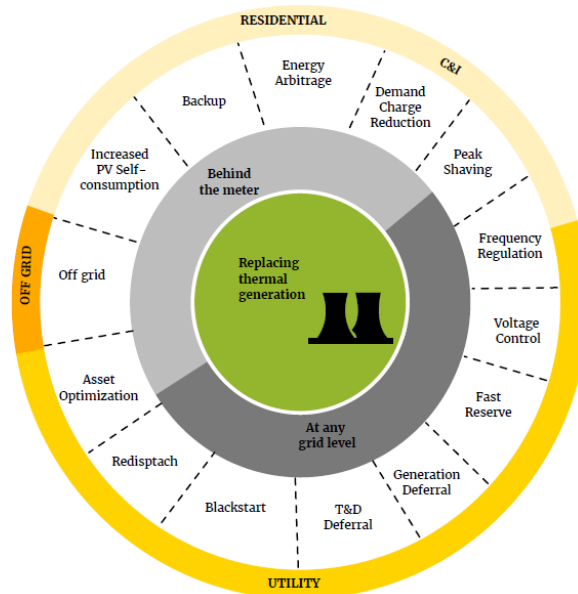 RESIDENTIAL
C&I
Energy
Arbitrage
Backup
Demand
Charge
Reduction
Increased
PV Self-
consumption
Peak
Shaving
Behind
the meter
Frequency
Regulation
OFF GRID
Off grid
Replacing
thermal
generation
Voltage
Control
Asset
Optimization
Fast
Reserve
At any
grid level
Redisptach
Generation
Deferral
Blackstart
T&D
Deferral
UTILITY